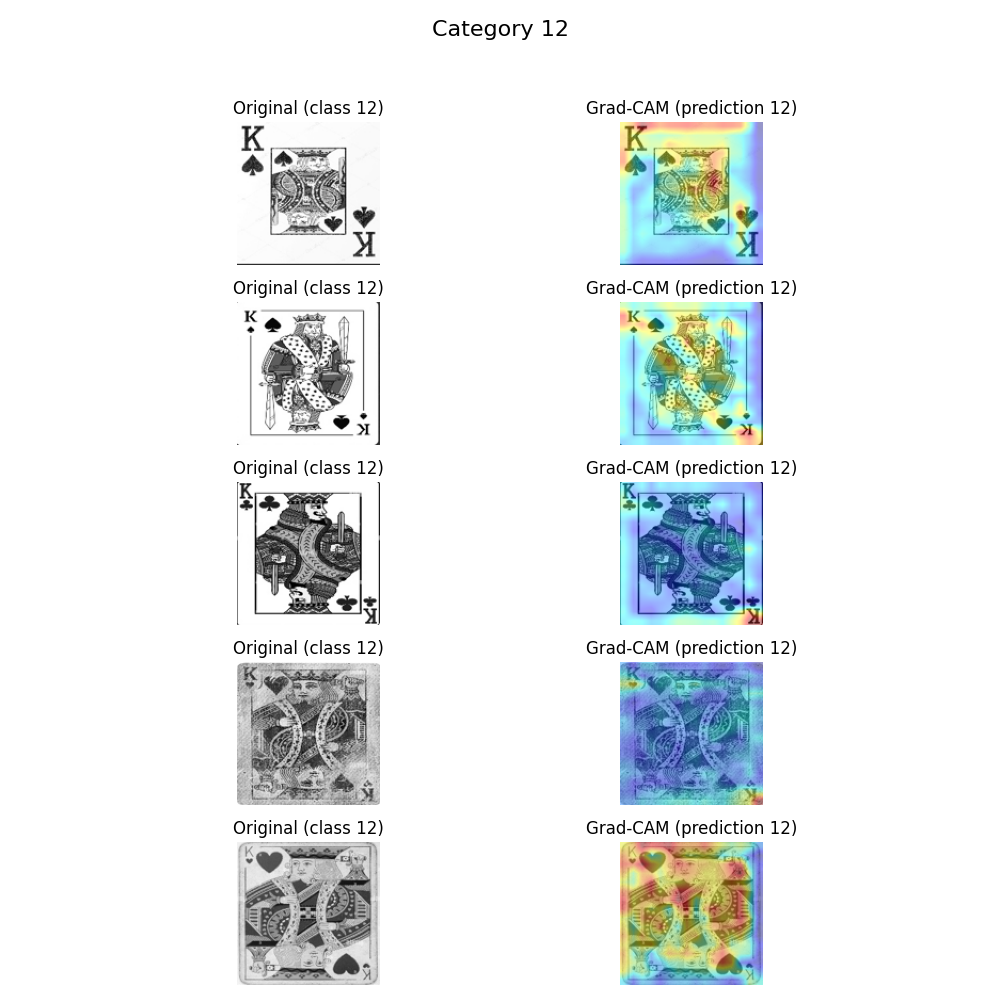 Category 12
Original (class 12)
Grad-CAM (prediction 12)
K
K
K
K
Original (class 12)
Grad-CAM (prediction 12)
K
K
K
K
Original (class 12)
Grad-CAM (prediction 12)
K
K
K
K
Original (class 12)
Grad-CAM (prediction 12)
K
K
K
K
Original (class 12)
Grad-CAM (prediction 12)
K
K
K
K